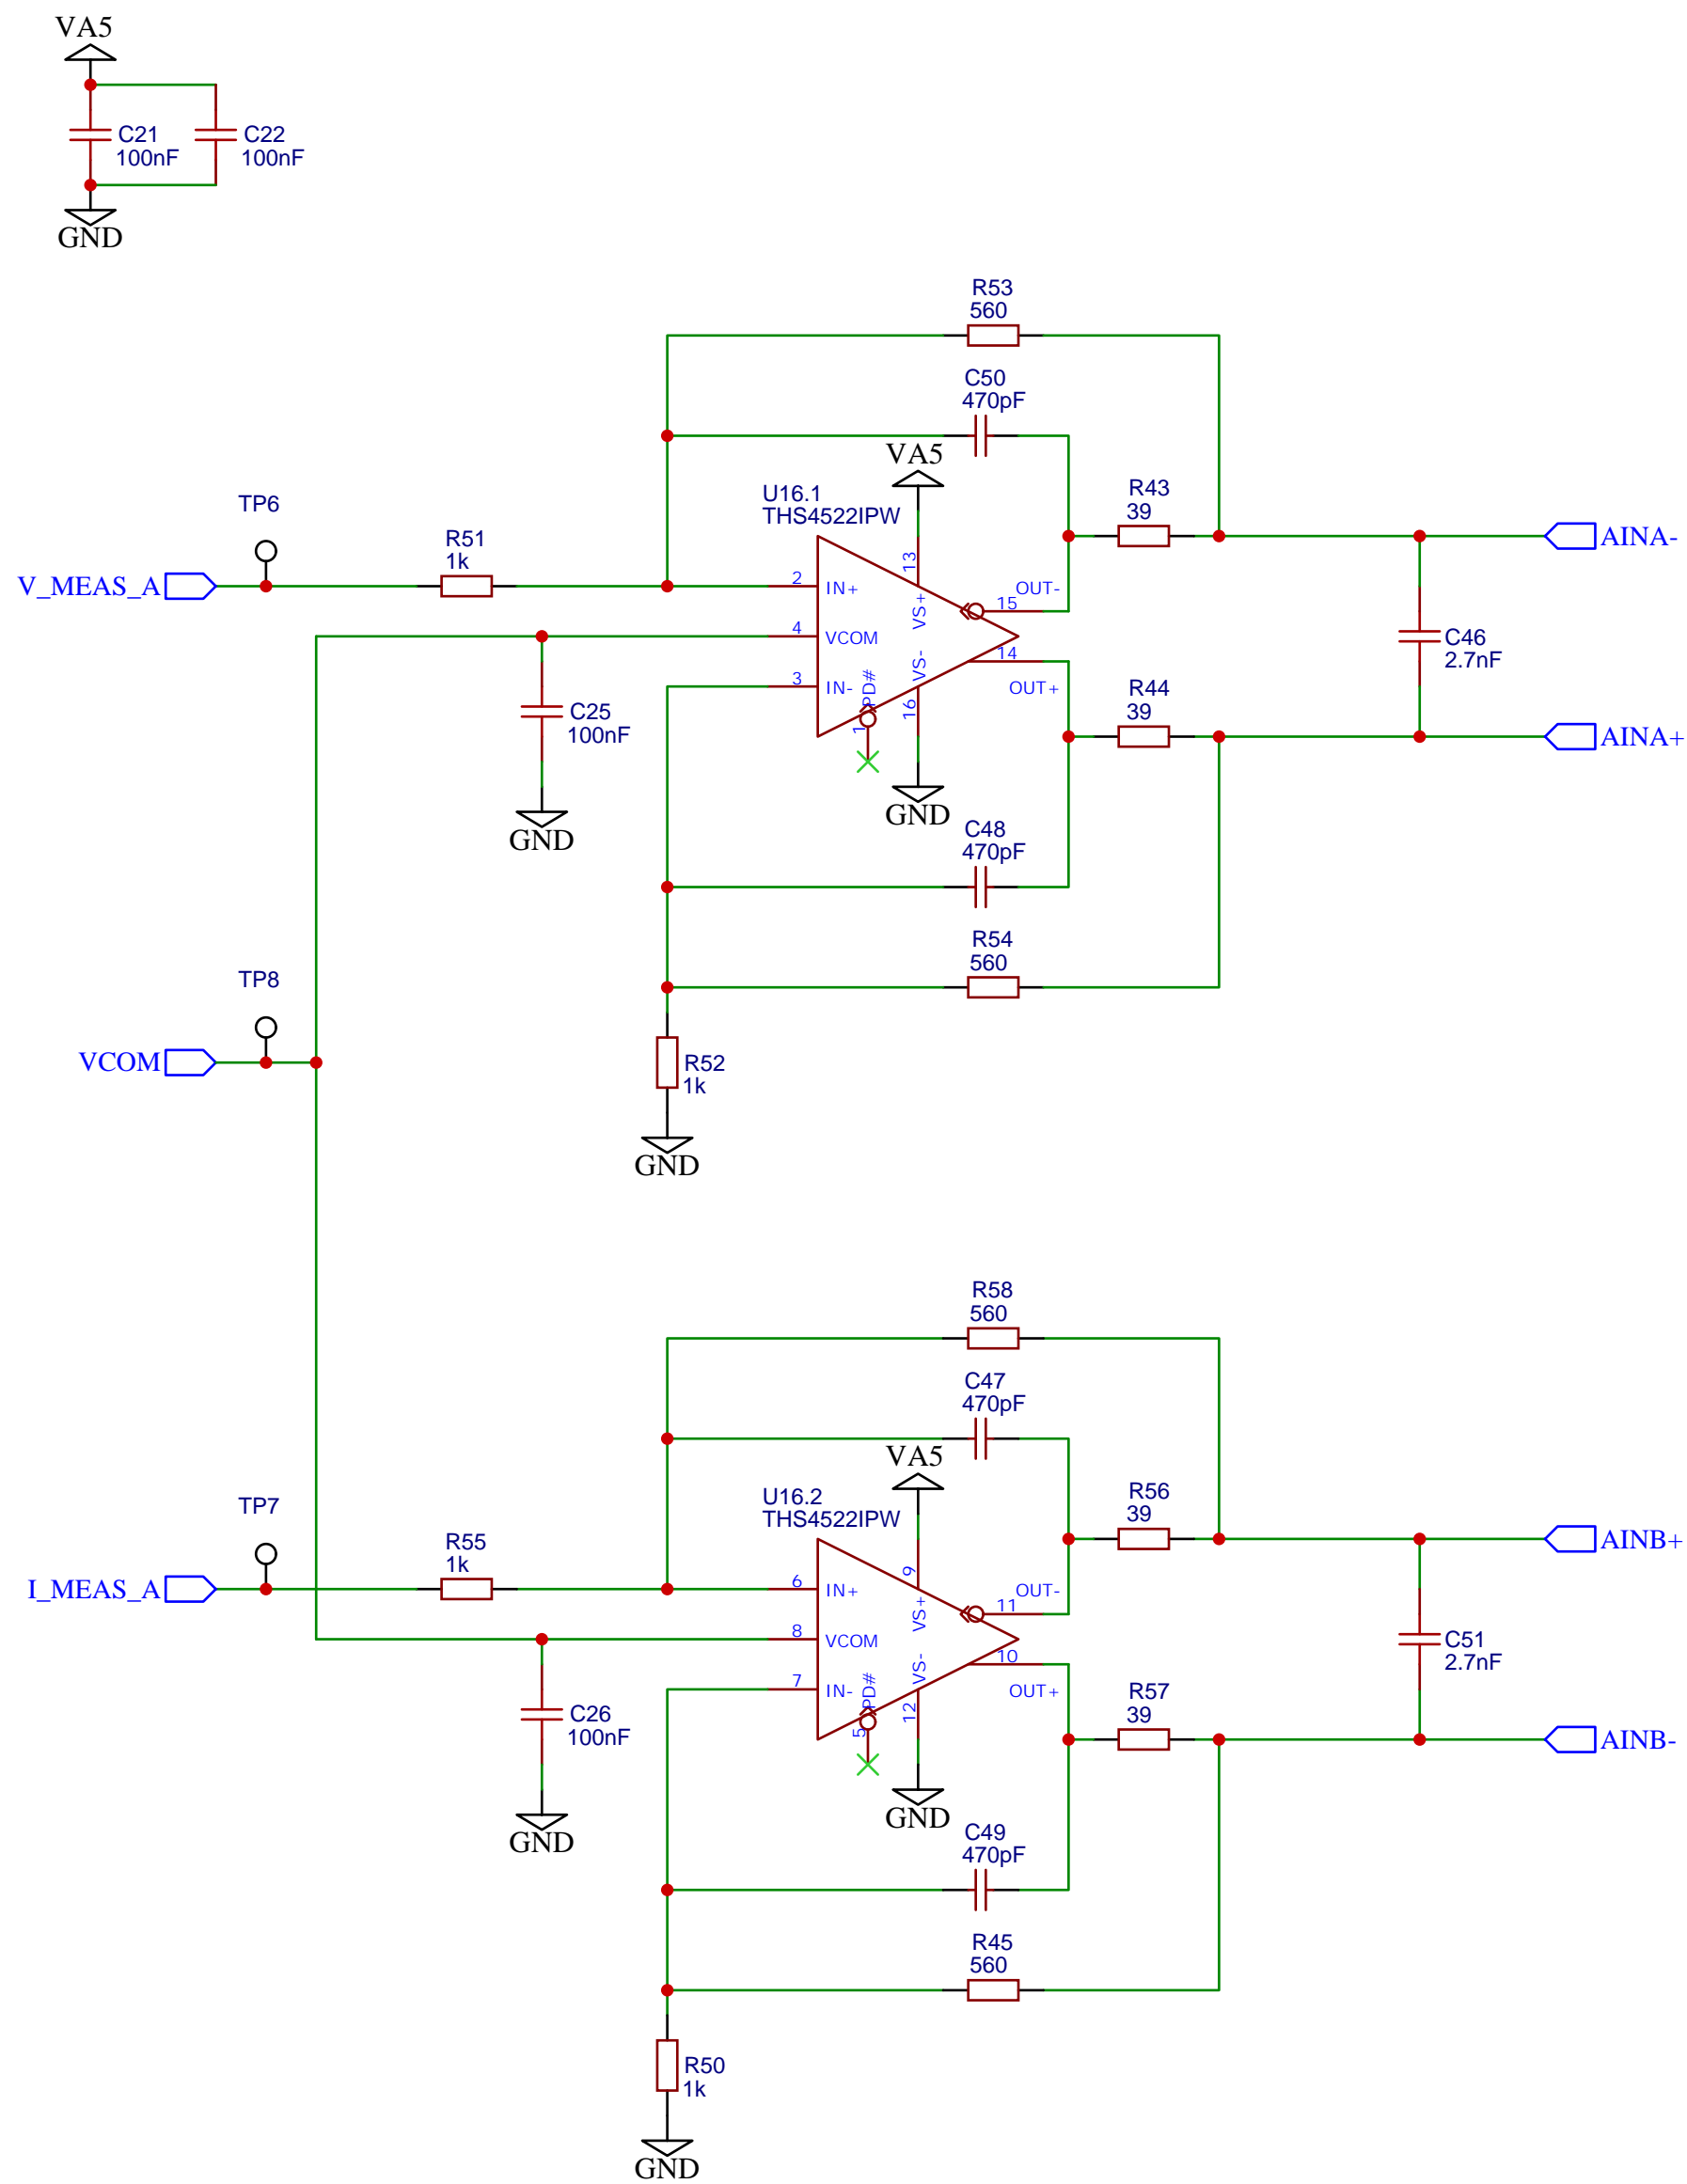 VA5
C21
100nF
C22
100nF
GND
R53
560
C50
470pF
VA5
U16.1
THS4522IPW
R43
39
TP6
R51
1k
V_MEAS_A
2
IN+
13
VS+
OUT-
15
AINA-
4
VCOM
14
OUT+
3
IN-
PD#
1
VS-
16
GND
C25
100nF
GND
R44
39
C46
2.7nF
AINA+
C48
470pF
R54
560
TP8
VCOM
R52
1k
GND
R58
560
C47
470pF
VA5
U16.2
THS4522IPW
R56
39
TP7
R55
1k
I_MEAS_A
6
IN+
9
VS+
OUT-
11
AINB+
8
VCOM
10
OUT+
7
IN-
PD#
5
VS-
12
GND
C26
100nF
GND
R57
39
C51
2.7nF
AINB-
C49
470pF
R45
560
R50
1k
GND